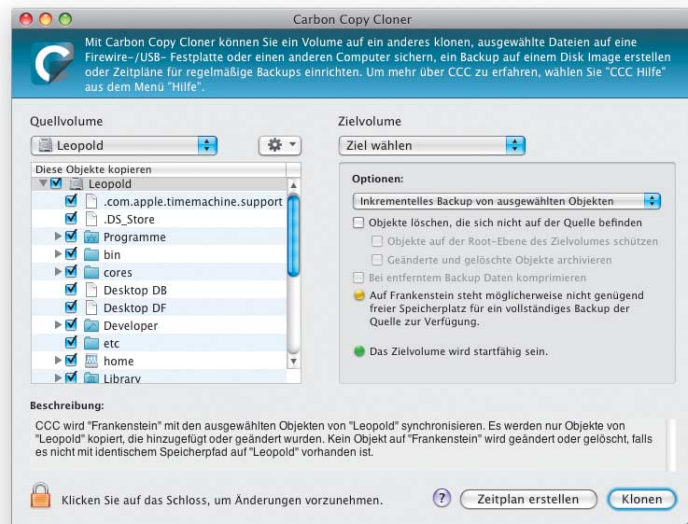 Carbon Copy Cloner
Mit Carbon Copy Cloner können Sie ein Volume auf ein anderes klonen, ausgewählte Dateien auf eine
Firewire-/USB- Festplatte oder einen anderen Computer sichern, ein Backup auf einem Disk Image erstellen
oder Zeitpläne für regelmäßige Backups einrichten. Um mehr über CCC zu erfahren, wählen Sie "CCC Hilfe"
aus dem Menü "Hilfe".
Quellvolume
Leopold
Diese Objekte kopieren
Leopold
.com.apple.timemachine.support
.DS_Store
Programme
bin
cores
Desktop DB
Desktop DF
Developer
etc
home
Library
Zielvolume
Ziel wählen
Optionen:
Inkrementelles Backup von ausgewählten Objekten
Objekte löschen, die sich nicht auf der Quelle befinden
Objekte auf der Root-Ebene des Zielvolumes schützen
Geänderte und gelöschte Objekte archivieren
Bei entferntem Backup Daten komprimieren
Auf Frankenstein steht möglicherweise nicht genügend
freier Speicherplatz für ein vollständiges Backup der
Quelle zur Verfügung.
Das Zielvolume wird startfähig sein.
Beschreibung:
CCC wird "Frankenstein" mit den ausgewählten Objekten von "Leopold" synchronisieren. Es werden nur Objekte von
"Leopold" kopiert, die hinzugefügt oder geändert wurden. Kein Objekt auf "Frankenstein" wird geändert oder gelöscht, falls
es nicht mit identischem Speicherpfad auf "Leopold" vorhanden ist.
Klicken Sie auf das Schloss, um Änderungen vorzunehmen.
?
Zeitplan erstellen
Klonen